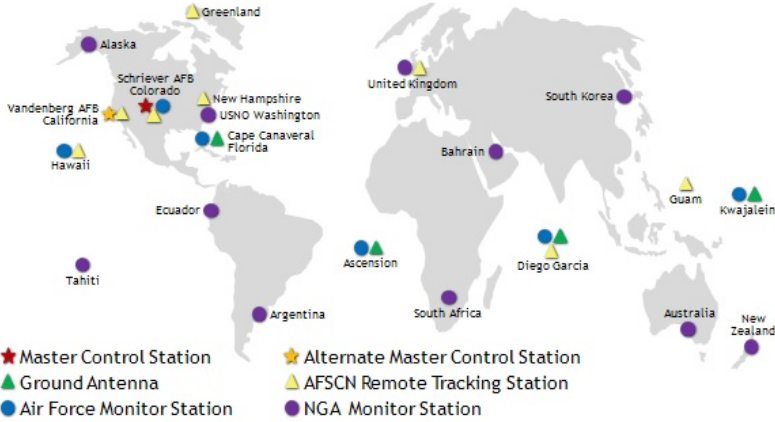 Greenland
Alaska
Schriever AFB
Colorado
United Kingdom
Vandenberg AFB
California
New Hampshire
USNO Washington
South Korea
Cape Canaveral
Florida
Bahrain
Hawaii
Guam
Kwajalein
Ecuador
Ascension
Diego Garcia
Tahiti
Argentina
South Africa
Australia
New
Zealand
Master Control Station
Alternate Master Control Station
Ground Antenna
AFSCN Remote Tracking Station
Air Force Monitor Station
NGA Monitor Station